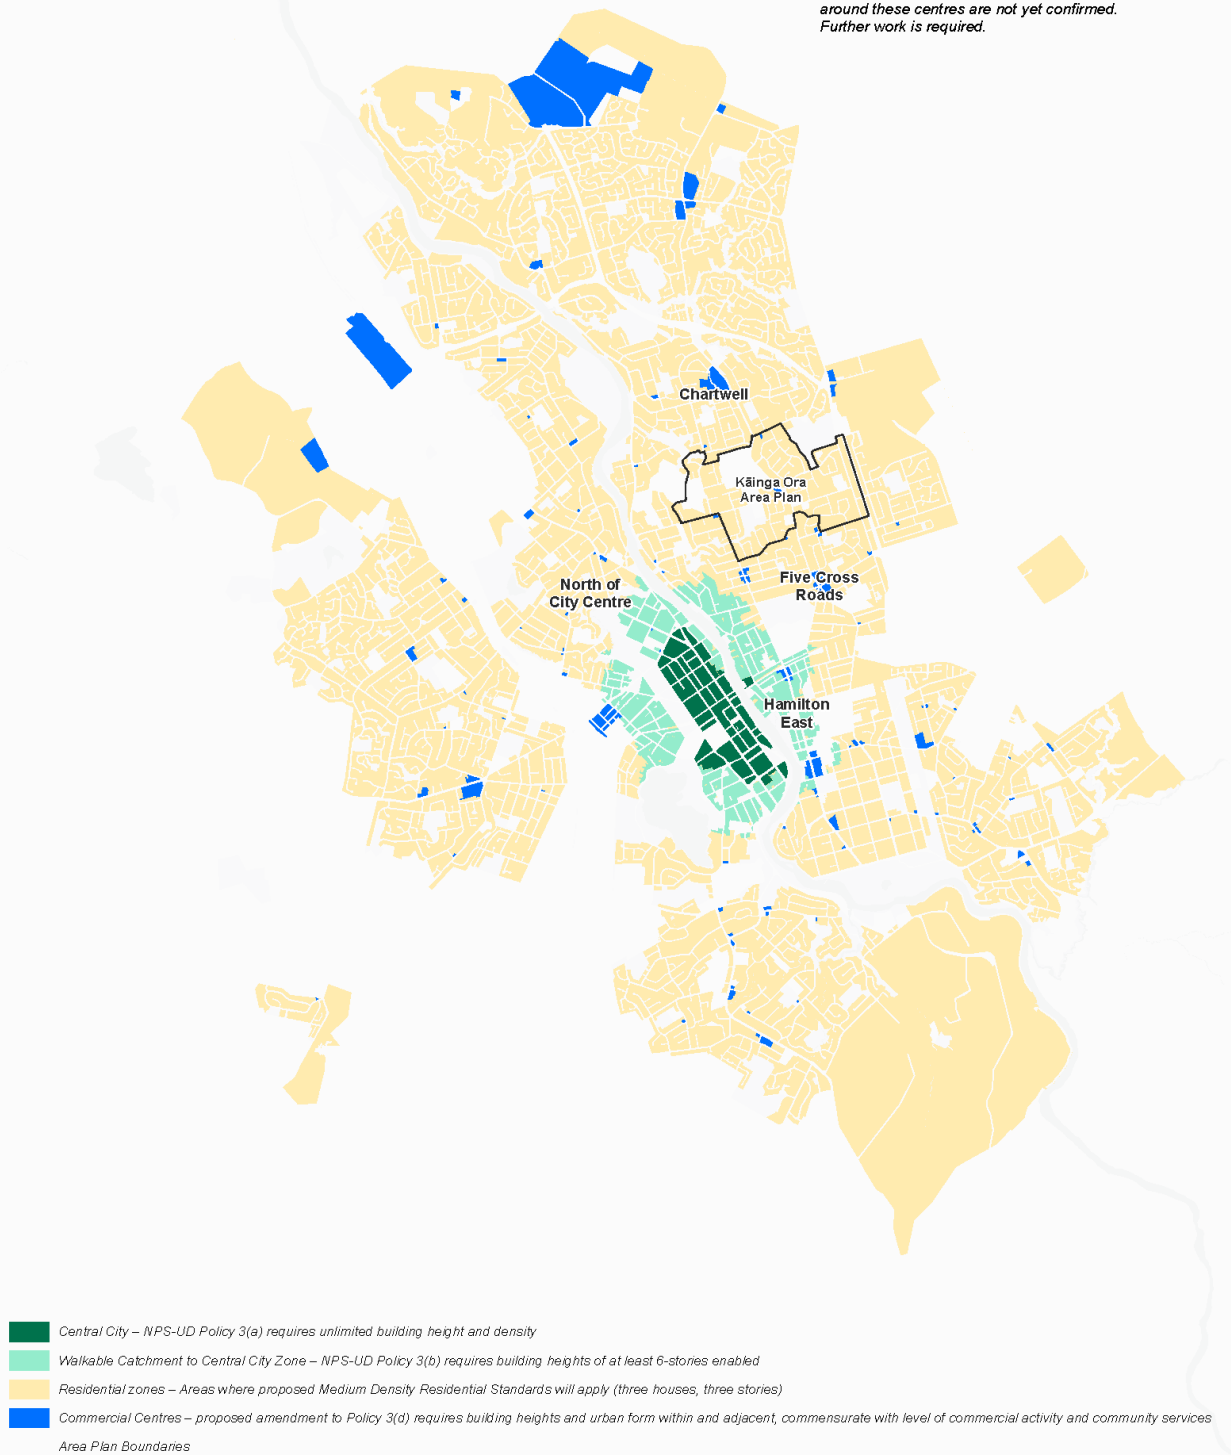 around these centres are not yet confirmed.
Further work is required.
Chartwell
Kāinga Ora
Area Plan
Five Cross
Roads
North of
City Centre
Hamilton
East
Central City – NPS-UD Policy 3(a) requires unlimited building height and density
Walkable Catchment to Central City Zone – NPS-UD Policy 3(b) requires building heights of at least 6-stories enabled
Residential zones – Areas where proposed Medium Density Residential Standards will apply (three houses, three stories)
Commercial Centres – proposed amendment to Policy 3(d) requires building heights and urban form within and adjacent, commensurate with level of commercial activity and community services
Area Plan Boundaries